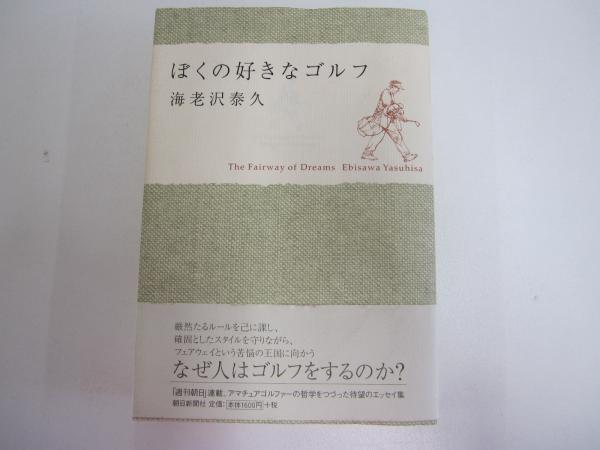 ぼくの好きなゴルフ
海老沢泰久
The Fairway of Dreams Ebisawa Yasuhisa
厳然たるルールを己に課し、
確固としたスタイルを守りながら、
フェアウェイという苦悩の王国に向かう
なぜ人はゴルフをするのか?
「週刊朝日」連載、アマチュアゴルファーの哲学をつづった待望のエッセイ集
朝日新聞社 定価:本体1600円+税